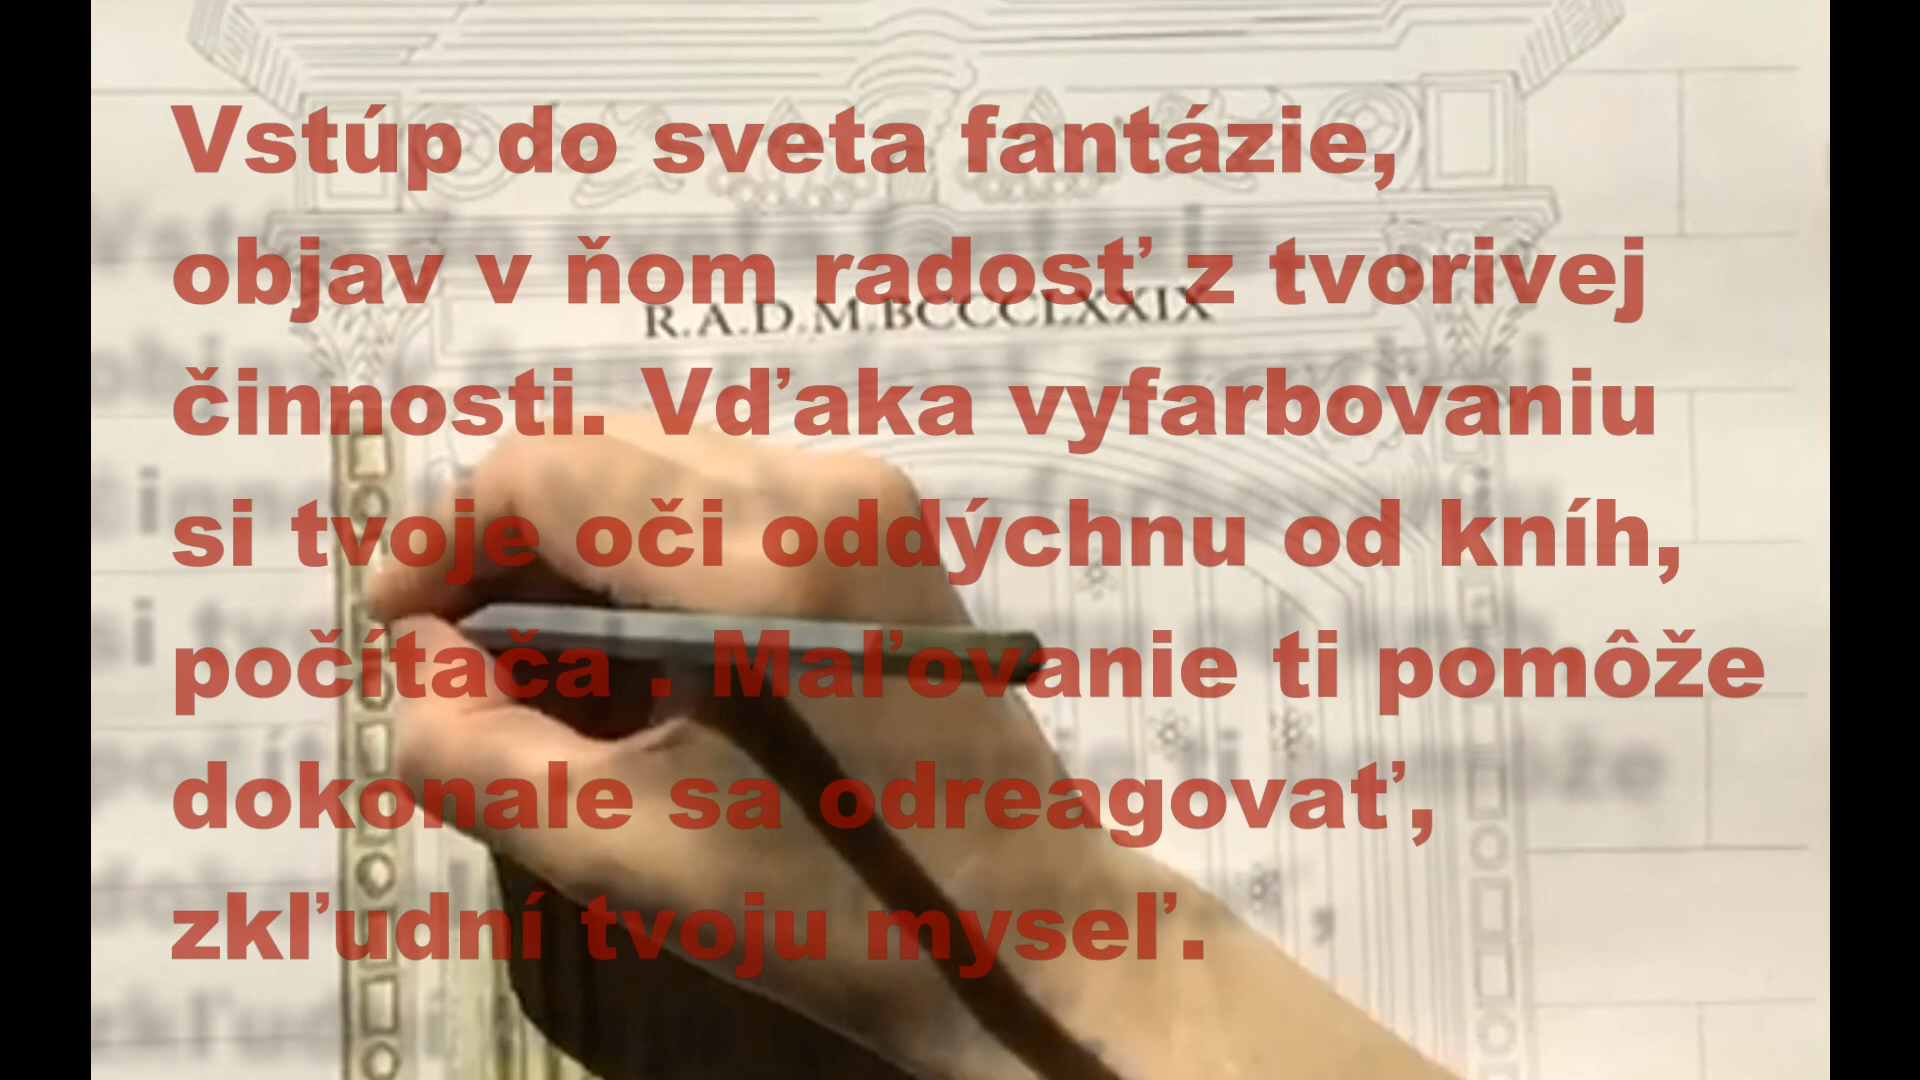 Vstúp do sveta fantázie,
objav v ňom radosť z tvorivej
R.A.D.M.BCCCCLXXIX
činnosti. Vďaka vyfarbovaniu
si tvoje oči oddýchnu od kníh,
počítača . Maľovanie ti pomôže
dokonale sa odreagovať,
zkľudní tvoju myseľ.